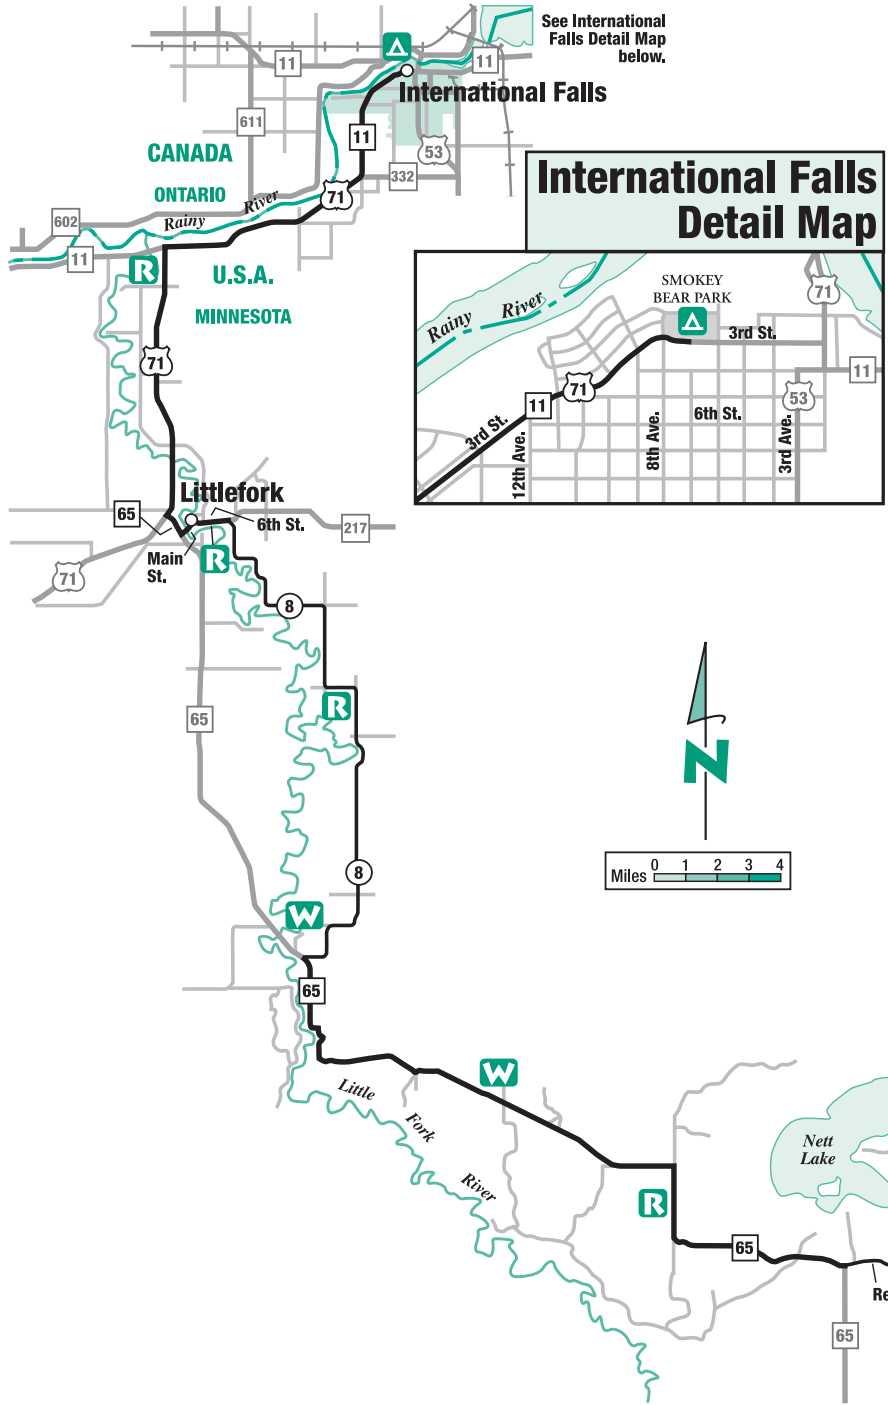 See International
Falls Detail Map
below.
11
11
International Falls
611
11
53
CANADA
332
ONTARIO
71
River
602
Rainy
11
R
U.S.A.
MINNESOTA
71
International Falls
Detail Map
SMOKEY
BEAR PARK
71
Rainy
River
3rd St.
11
71
53
11
6th St.
3rd St.
12th Ave.
8th Ave.
3rd Ave.
Littlefork
65
6th St.
217
Main
St.
R
71
8
R
65
N
0 1 2 3 4
Miles
8
W
65
W
Little
Fork
River
Nett
Lake
R
65
Re
65